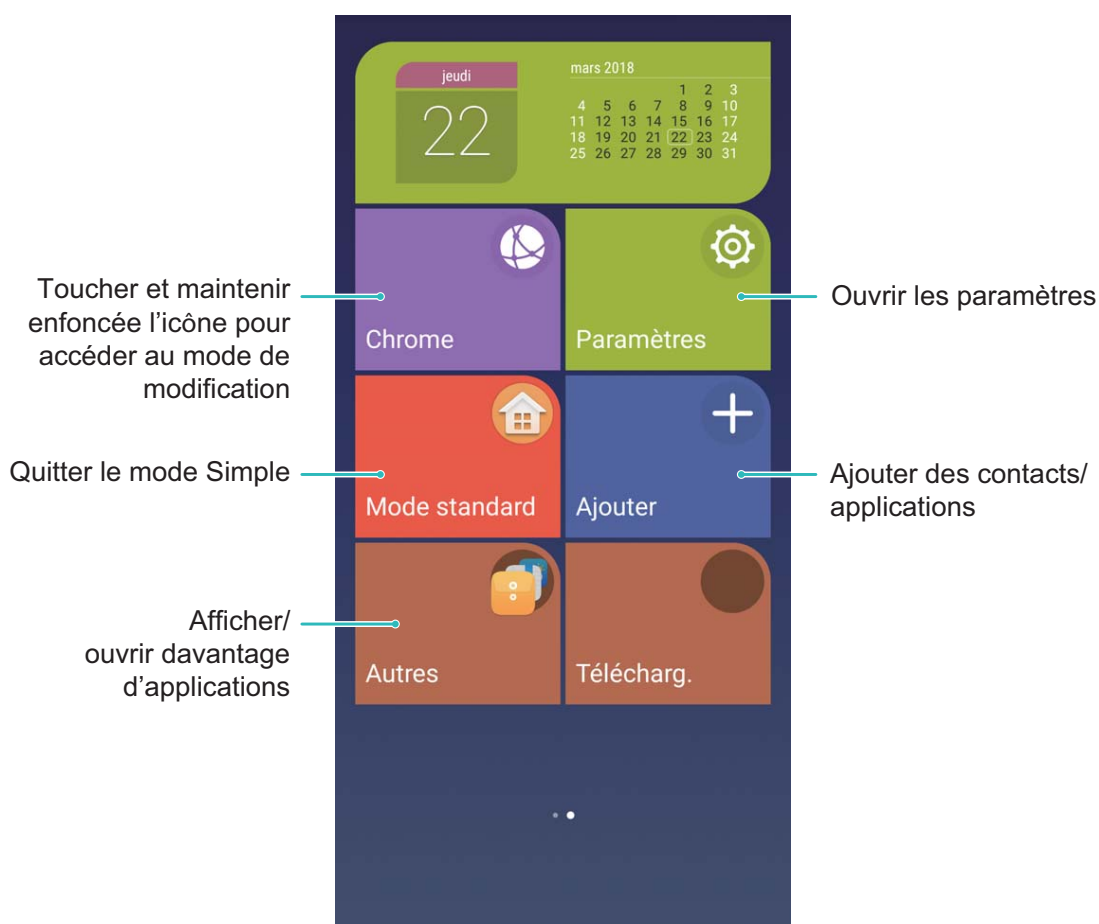 jeudi
22
mars 2018
1 2 3
4 5 6 7 8 9 10
11 12 13 14 15 16 17
18 19 20 21 22 23 24
25 26 27 28 29 30 31
Toucher et maintenir
enfoncée l’icône pour
accéder au mode de
modification
Chrome
Paramètres
Ouvrir les paramètres
Quitter le mode Simple
Mode standard
Ajouter
Ajouter des contacts/
applications
Afficher/
ouvrir davantage
d’applications
Autres
Télécharg.